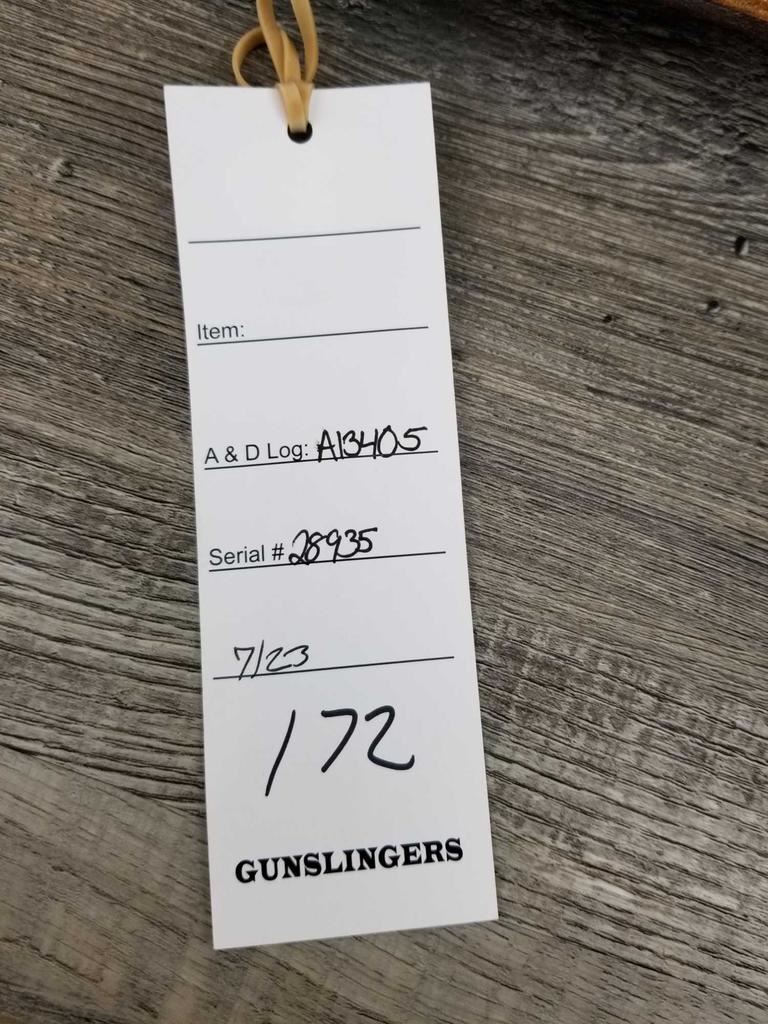 Item:
A & D Log: A13405
Serial # 28935
7/23
172
GUNSLINGERS